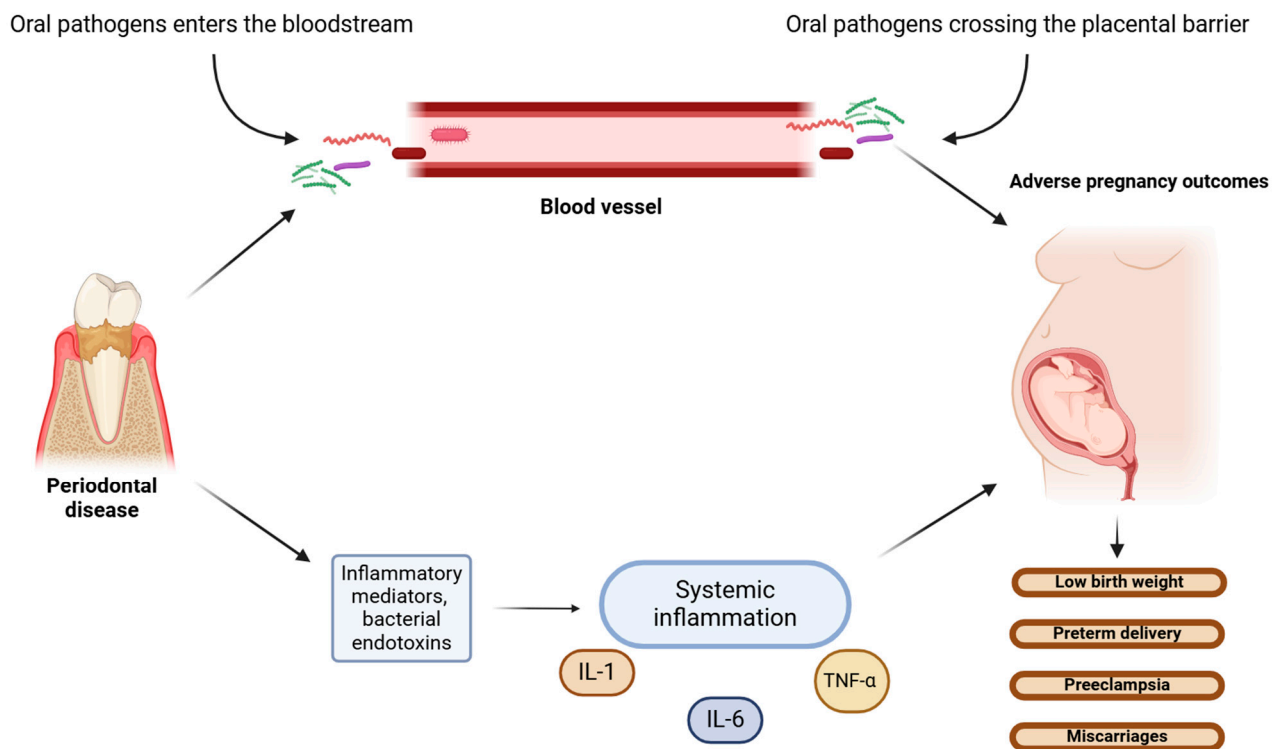 Oral pathogens enters the bloodstream
Oral pathogens crossing the placental barrier
Blood vessel
Adverse pregnancy outcomes
Periodontal
disease
Inflammatory
mediators,
bacterial
endotoxins
Systemic
inflammation
IL-1
IL-6
TNF-α
Low birth weight
Preterm delivery
Preeclampsia
Miscarriages